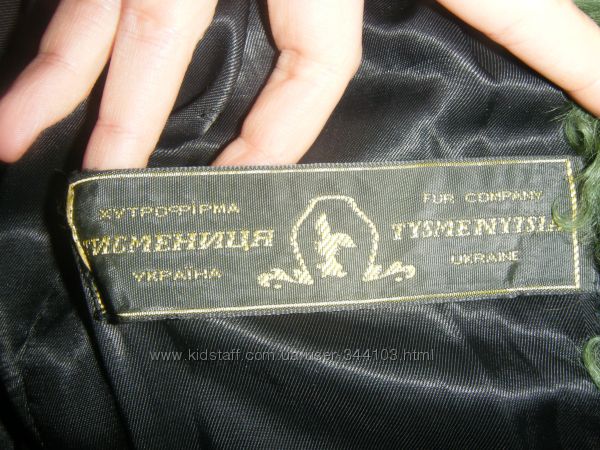 ХУТРОФІРМА
ТИСМЕНИЦЯ
УКРАЇНА
FUR COMPANY
TYSMENYTSIA
UKRAINE
www.kidstaff.com.ua/user-344103.html